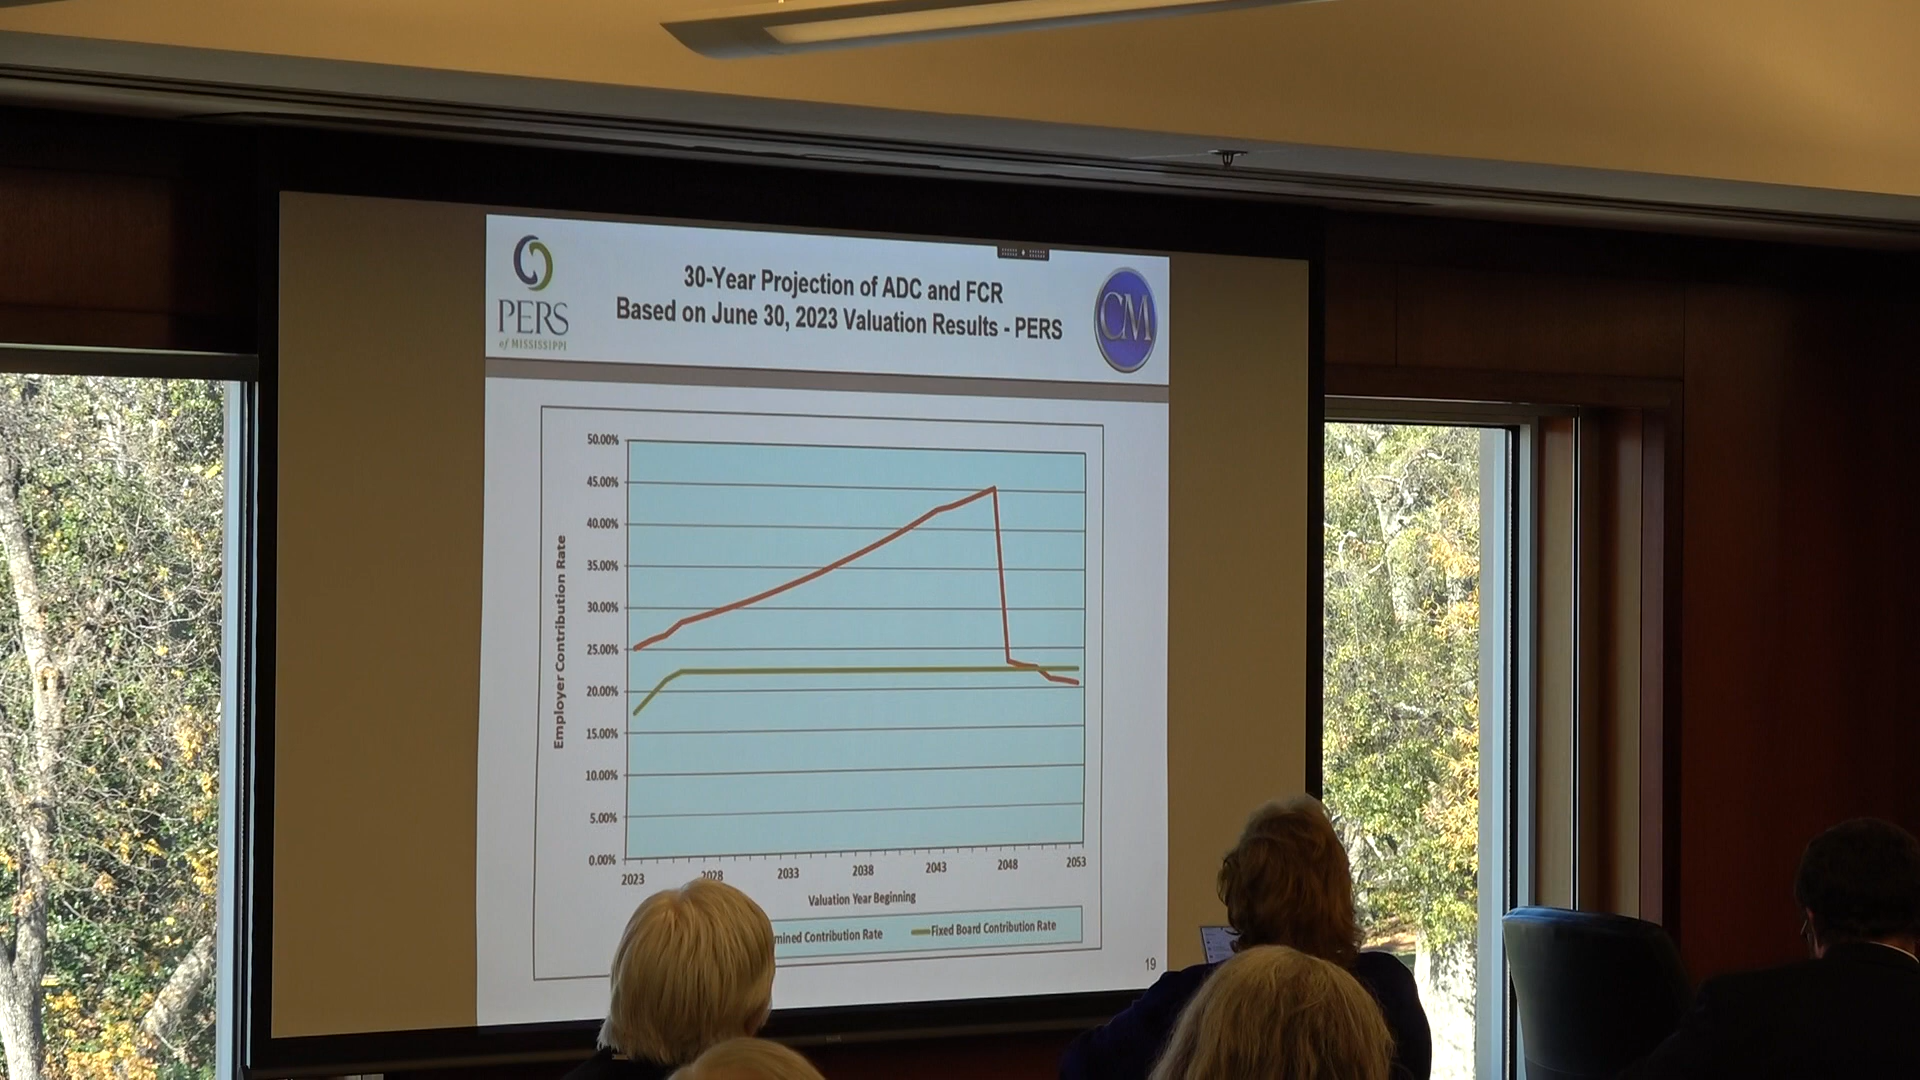 PERS
of MISSISSIPPI
30-Year Projection of ADC and FCR
Based on June 30, 2023 Valuation Results - PERS
CM
50.00%
45.00%
40.00%
35.00%
30.00%
25.00%
20.00%
15.00%
10.00%
5.00%
0.00%
Employer Contribution Rate
2023 2028 2033 2038 2043 2048 2053
Valuation Year Beginning
mined Contribution Rate Fixed Board Contribution Rate
19